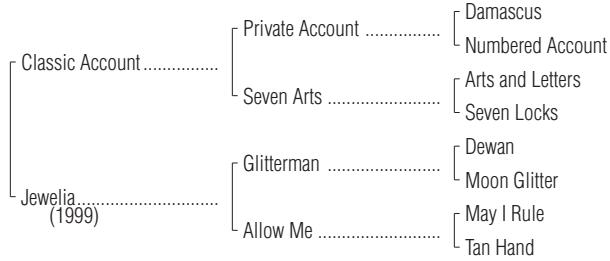 Damascus
Private Account ..................
Numbered Account
Classic Account ................
Arts and Letters
Seven Arts ...........................
Seven Locks
Dewan
Glitterman ..........................
Moon Glitter
Jewelia..................................
(1999)
May I Rule
Allow Me .............................
Tan Hand